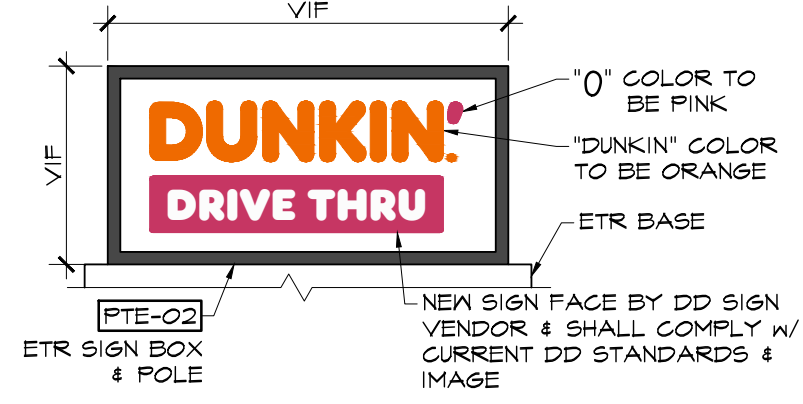 VIF
VIF
DUNKIN'
DRIVE THRU
"O" COLOR TO
BE PINK
"DUNKIN" COLOR
TO BE ORANGE
ETR BASE
PTE-02
ETR SIGN BOX
& POLE
NEW SIGN FACE BY DD SIGN
VENDOR & SHALL COMPLY W/
CURRENT DD STANDARDS &
IMAGE